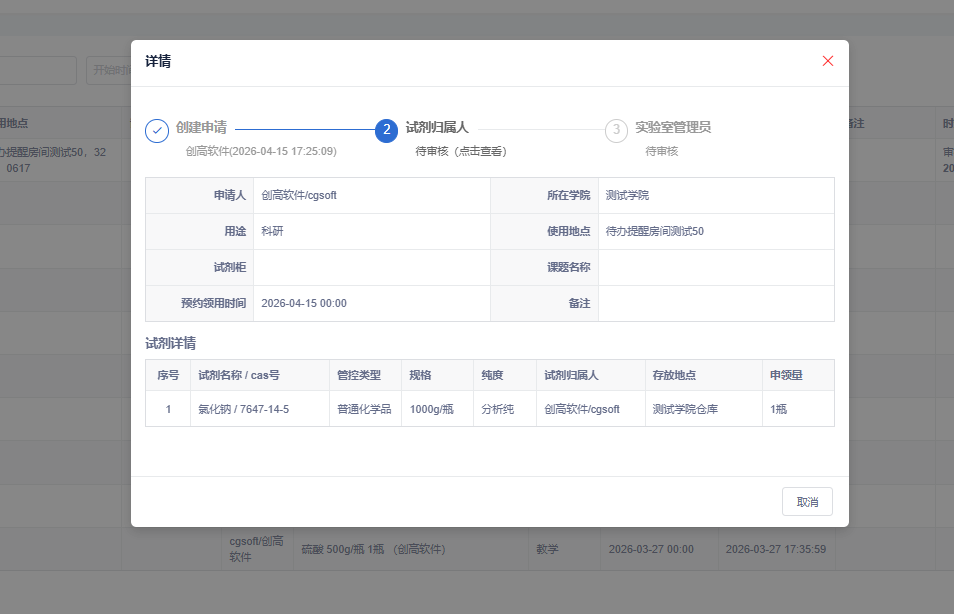 详情
开始时
用地点
备注
时
办提醒房间测试50, 32
0617
审
20
创建申请
2
试剂归属人
3
实验室管理员
创高软件(2026-04-15 17:25:09)
待审核（点击查看）
待审核
申请人 创高软件/cgsoft 所在学院 测试学院
用途 科研 使用地点 待办提醒房间测试50
试剂柜 课题名称
预约领用时间 2026-04-15 00:00 备注
试剂详情
序号 试剂名称 / cas号 管控类型 规格 纯度 试剂归属人 存放地点 申领量
1 氯化钠 / 7647-14-5 普通化学品 1000g/瓶 分析纯 创高软件/cgsoft 测试学院仓库 1瓶
取消
cgsoft/创高
软件
硫酸 500g/瓶 1瓶 （创高软件） 教学 2026-03-27 00:00 2026-03-27 17:35:59